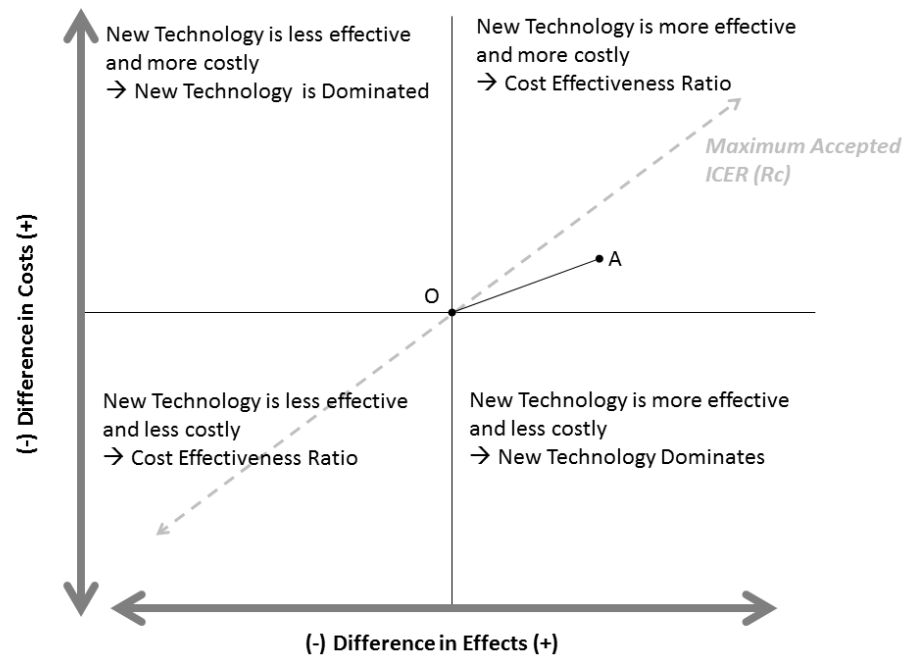 New Technology is less effective
and more costly
→ New Technology is Dominated
New Technology is more effective
and more costly
→ Cost Effectiveness Ratio
Maximum Accepted
ICER (Rc)
(-) Difference in Costs (+)
O
A
New Technology is less effective
and less costly
→ Cost Effectiveness Ratio
New Technology is more effective
and less costly
→ New Technology Dominates
(-) Difference in Effects (+)